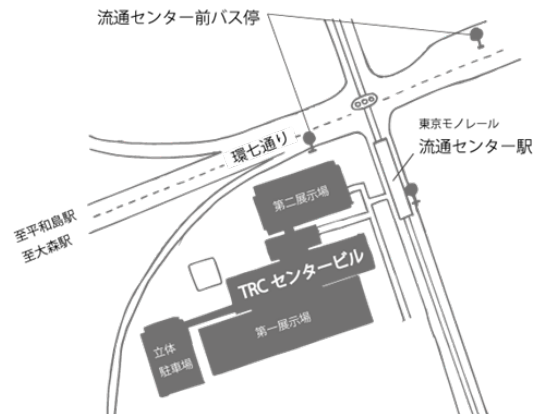 流通センター前バス停
東京モノレール
流通センター駅
環七通り
第二展示場
至平和島駅
至大森駅
TRC センタービル
第一展示場
立体
駐車場